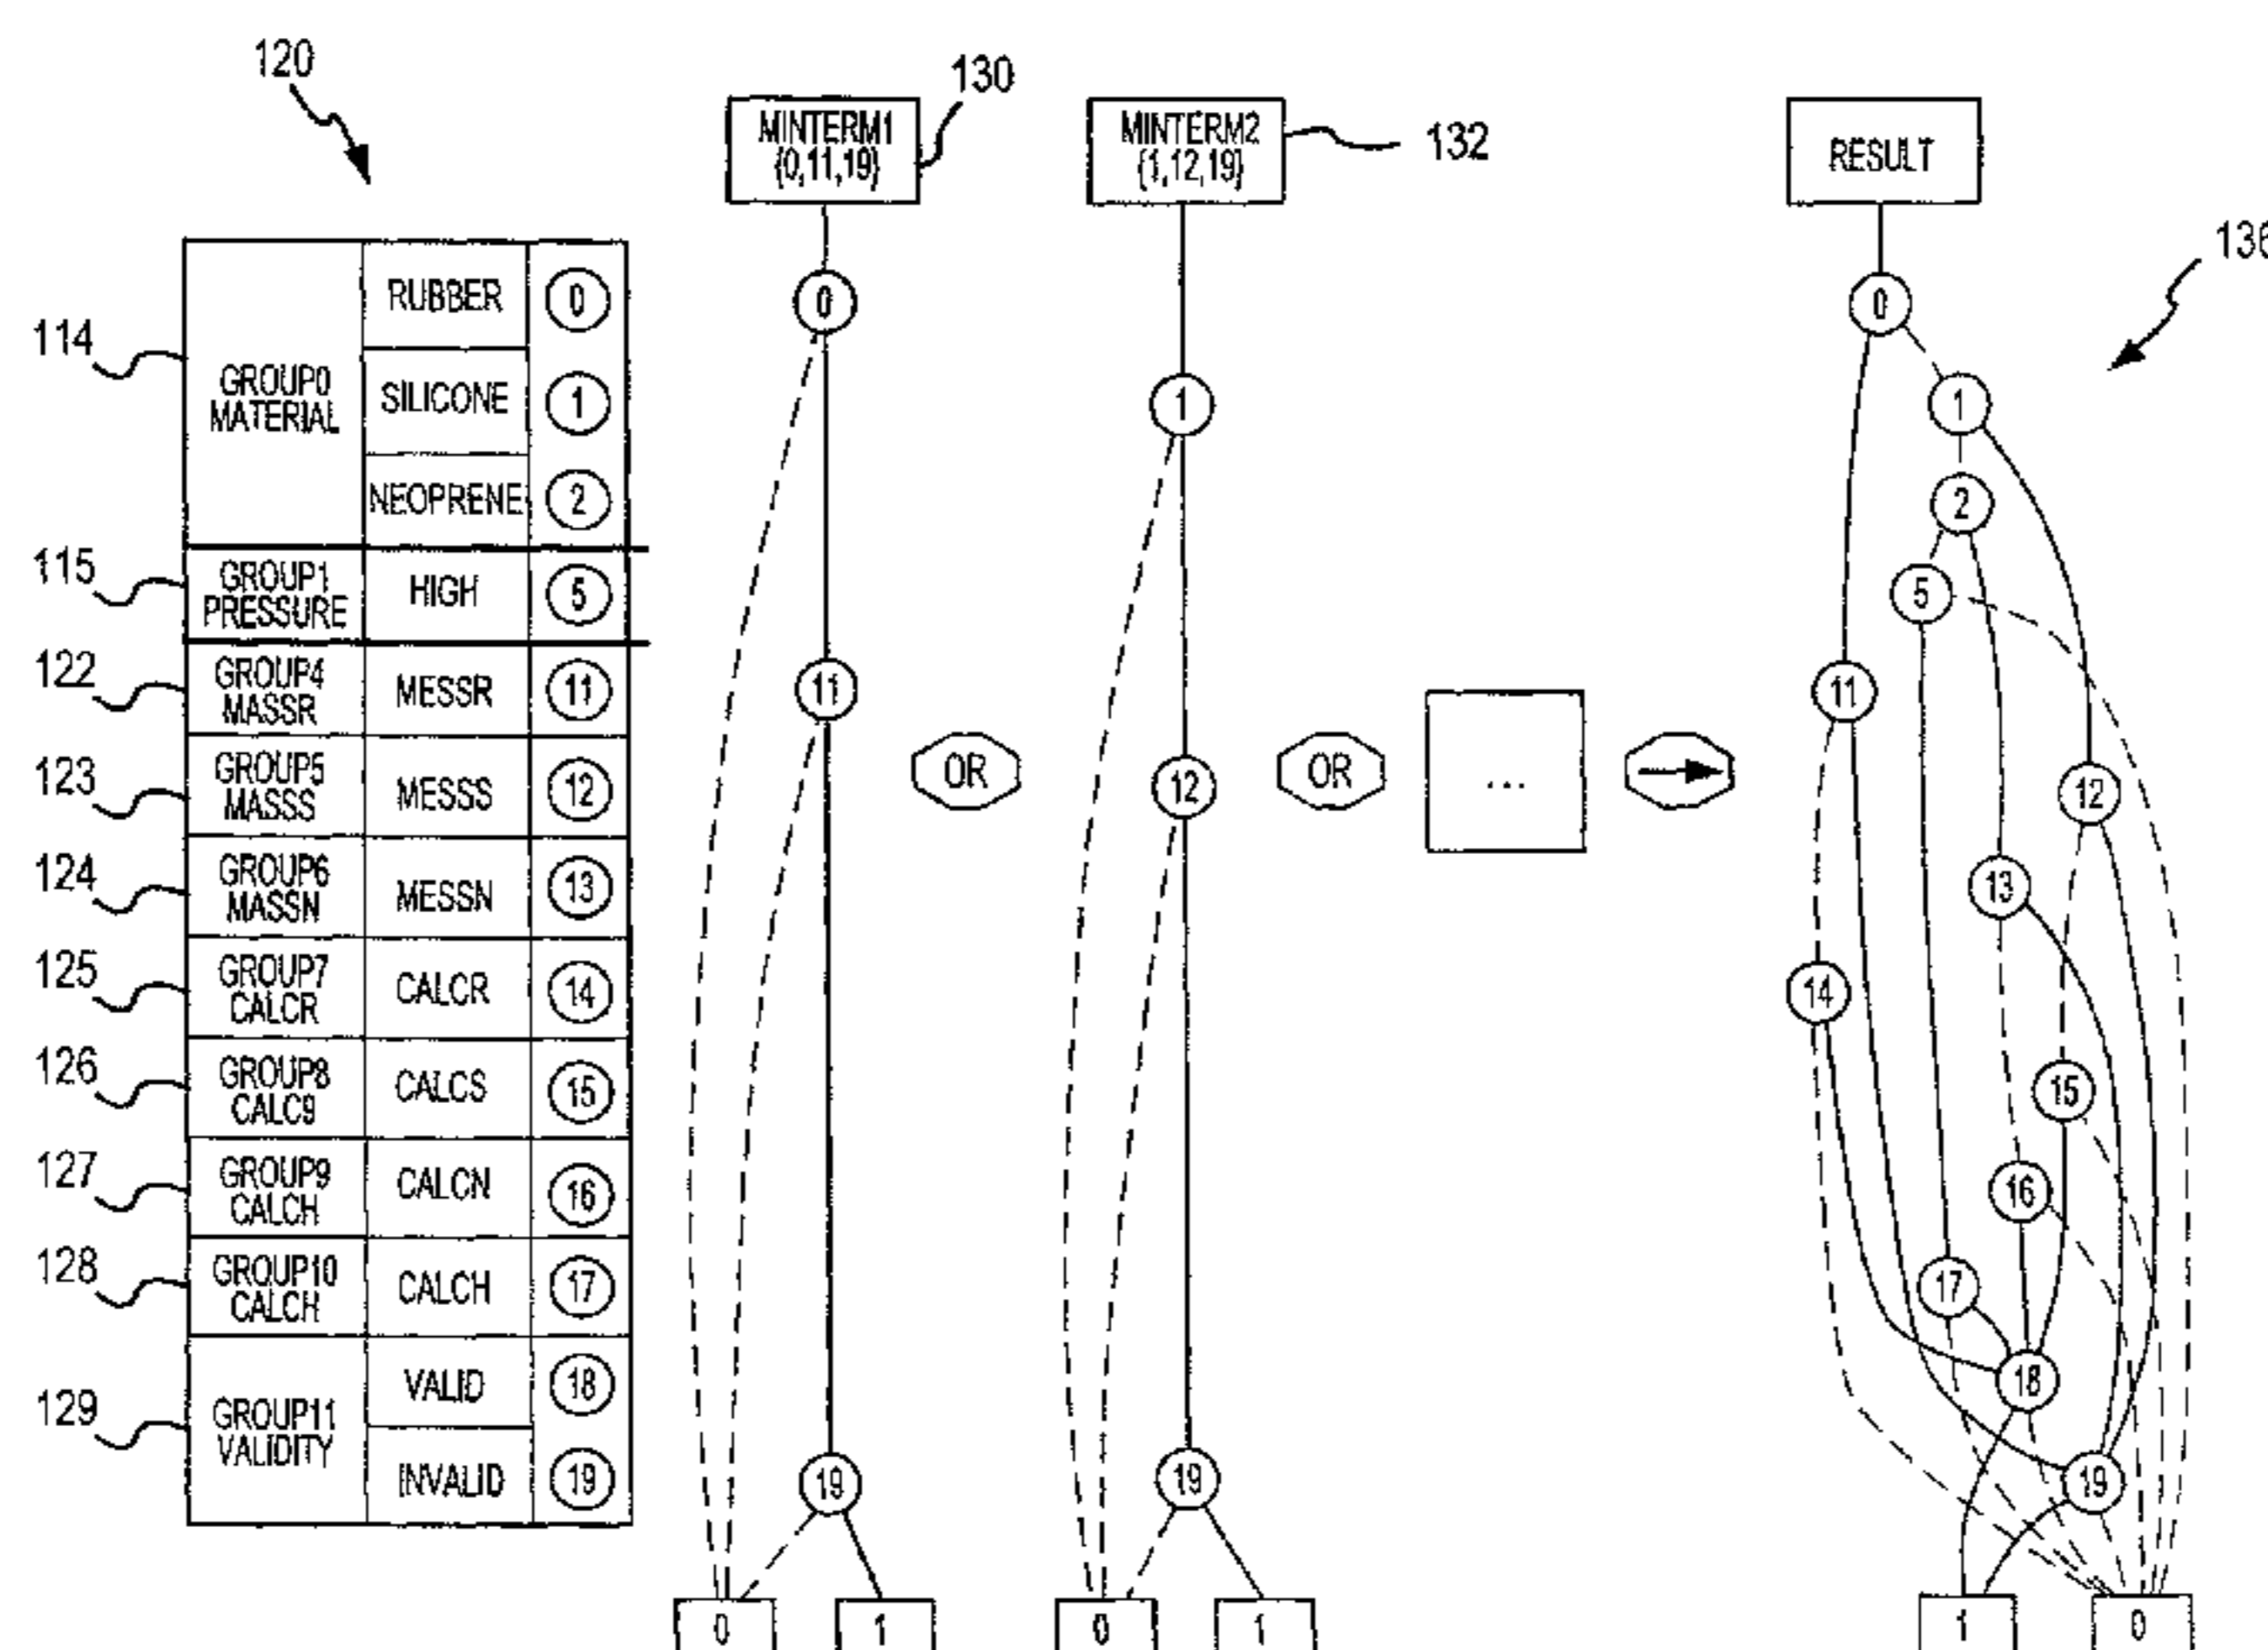 120
130
MINTERM1
{0,11,19}
MINTERM2
{1,12,19}
132
RESULT
136
114
GROUP0
MATERIAL
RUBBER
0
SILICONE
1
NEOPRENE
2
115
GROUP1
PRESSURE
HIGH
5
122
GROUP4
MASSR
MESSR
11
123
GROUP5
MASSS
MESSS
12
124
GROUP6
MASSN
MESSN
13
125
GROUP7
CALCR
CALCR
14
126
GROUP8
CALC9
CALCS
15
127
GROUP9
CALCH
CALCN
16
128
GROUP10
CALCH
CALCH
17
129
GROUP11
VALIDITY
VALID
18
INVALID
19
0
11
19
0
1
OR
1
12
19
0
1
OR
...
0
1
2
5
11
12
13
14
15
16
17
18
19
1
0